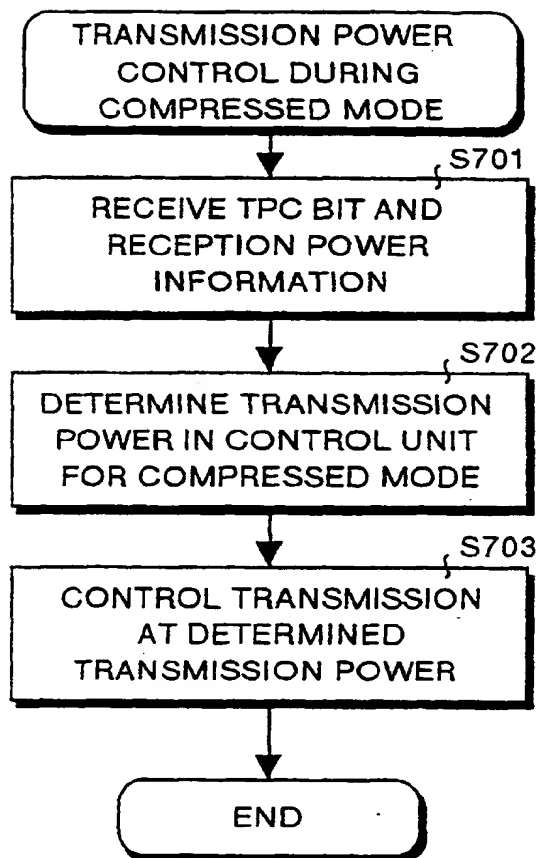 TRANSMISSION POWER
CONTROL DURING
COMPRESSED MODE
S701
RECEIVE TPC BIT AND
RECEPTION POWER
INFORMATION
S702
DETERMINE TRANSMISSION
POWER IN CONTROL UNIT
FOR COMPRESSED MODE
S703
CONTROL TRANSMISSION
AT DETERMINED
TRANSMISSION POWER
END